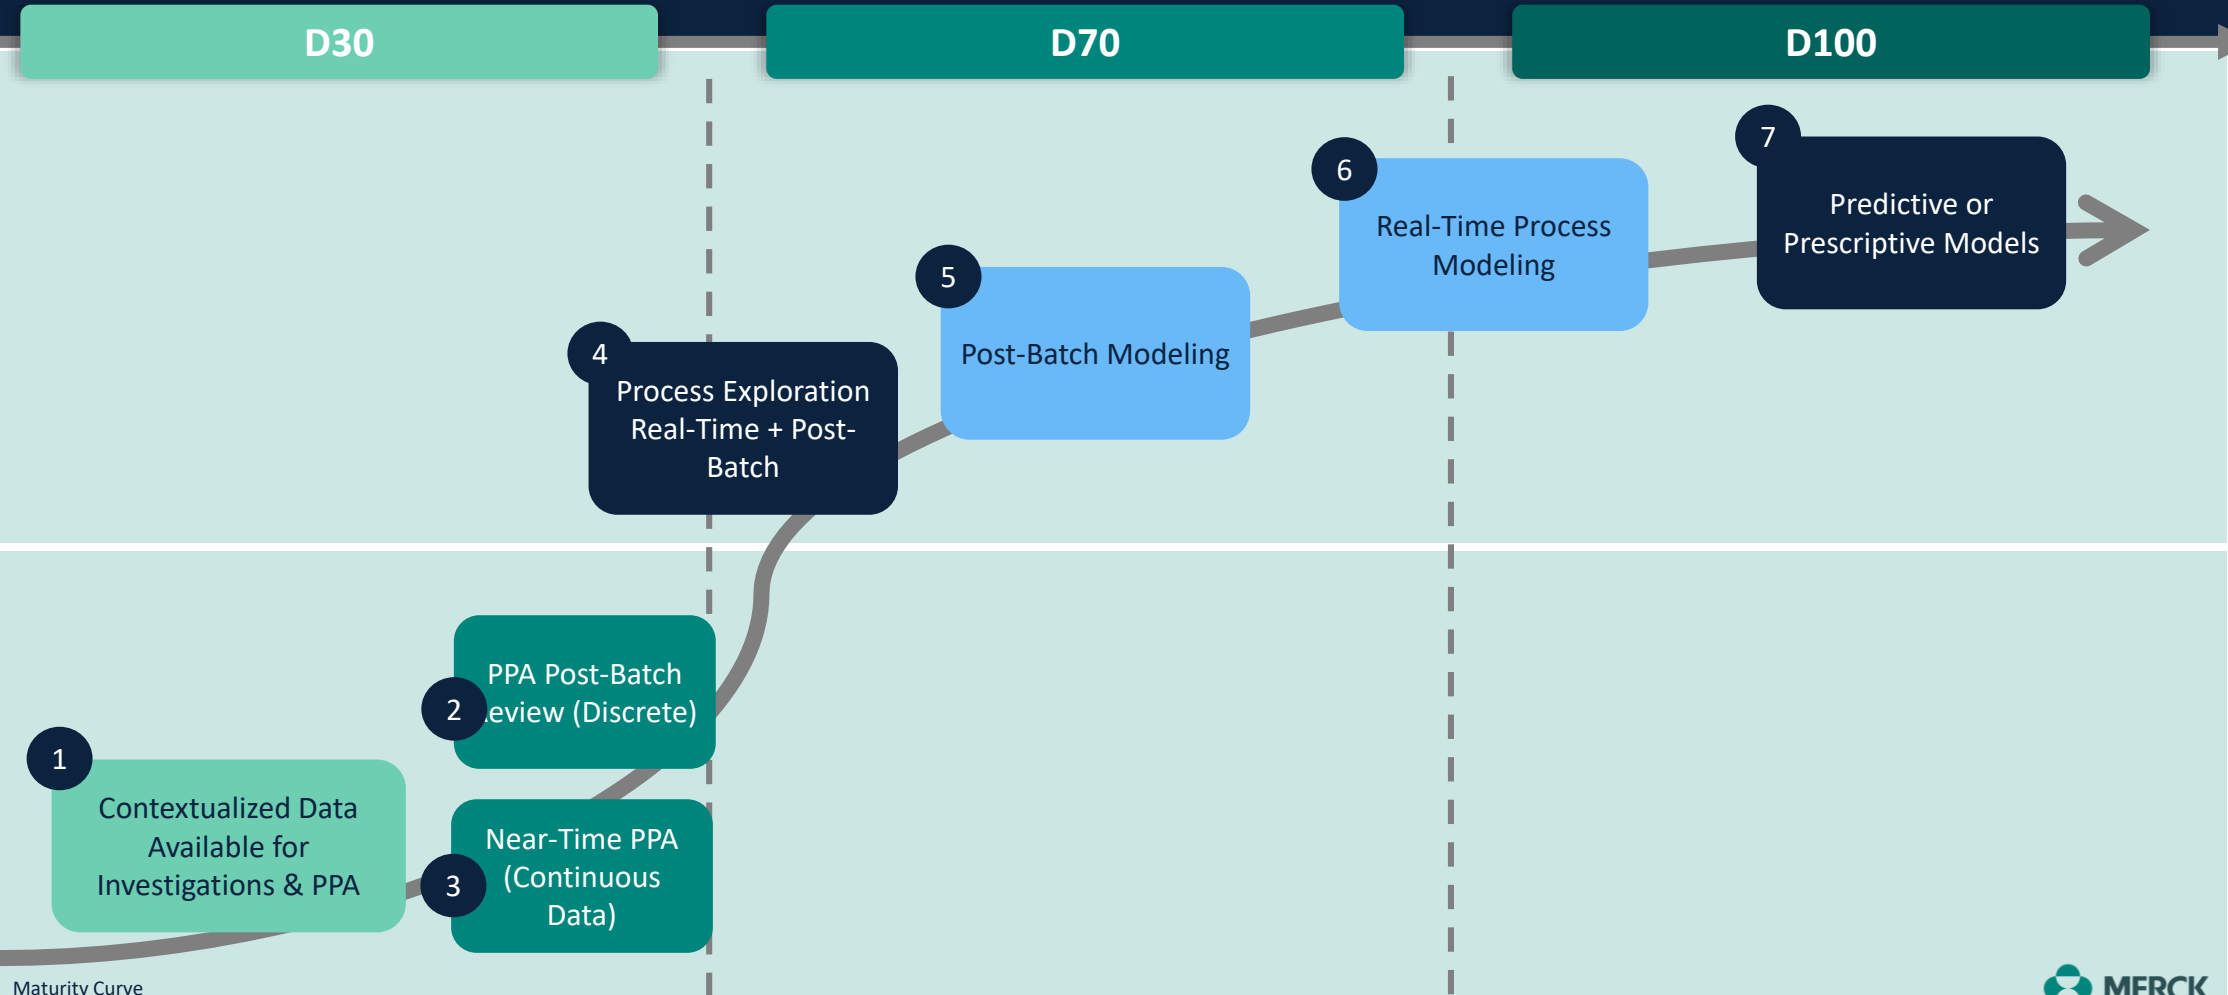 D30
D70
D100
7
Predictive or
Prescriptive Models
6
Real-Time Process
Modeling
5
Post-Batch Modeling
4
Process Exploration
Real-Time + Post-
Batch
2
PPA Post-Batch
eview (Discrete)
1
Contextualized Data
Available for
Investigations & PPA
3
Near-Time PPA
(Continuous
Data)
Maturity Curve
MERCK